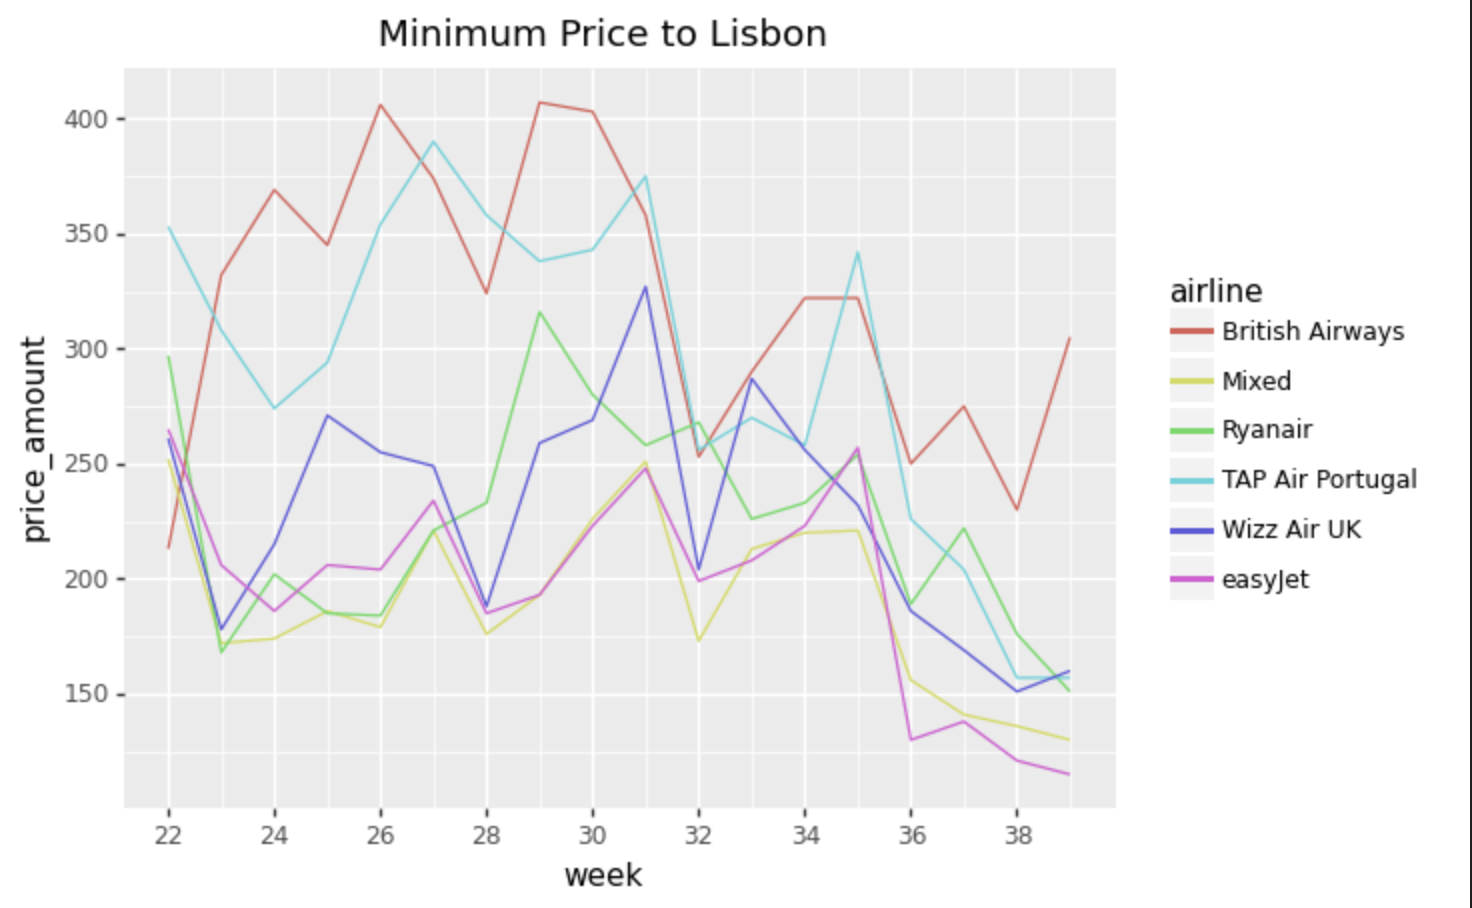 Minimum Price to Lisbon
price_amount
400
350
300
250
200
150
22 24 26 28 30 32 34 36 38
week
airline
British Airways
Mixed
Ryanair
TAP Air Portugal
Wizz Air UK
easyJet